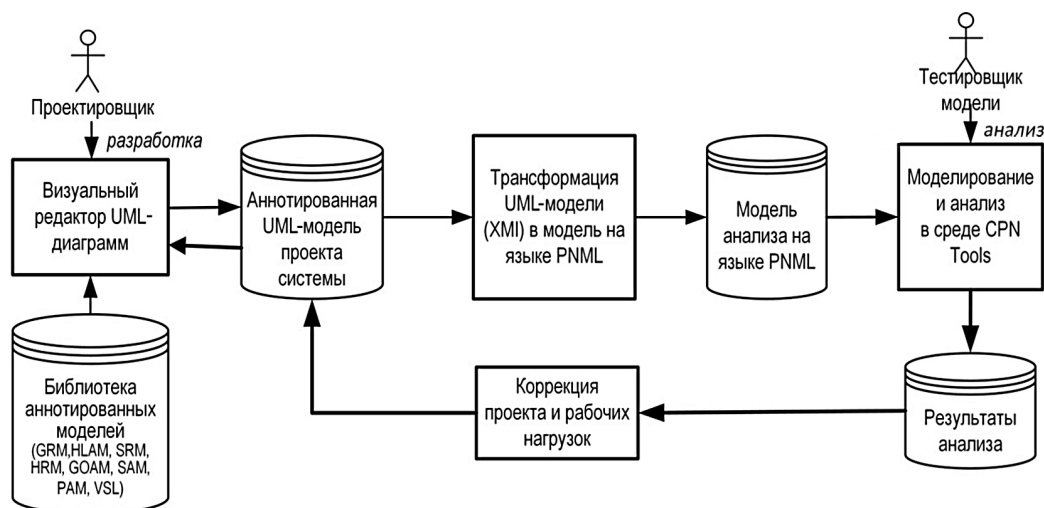 Проектировщик
разработка
Визуальный
редактор UML-
диаграмм
Библиотека
аннотированных
моделей
(GRM,HLAM, SRM,
HRM, GOAM, SAM,
PAM, VSL)
Аннотированная
UML-модель
проекта
системы
Трансформация
UML-модели
(XMI) в модель на
языке PNML
Модель
анализа на
языке PNML
Тестировщик
модели
анализ
Моделирование
и анализ
в среде CPN
Tools
Результаты
анализа
Коррекция
проекта и рабочих
нагрузок